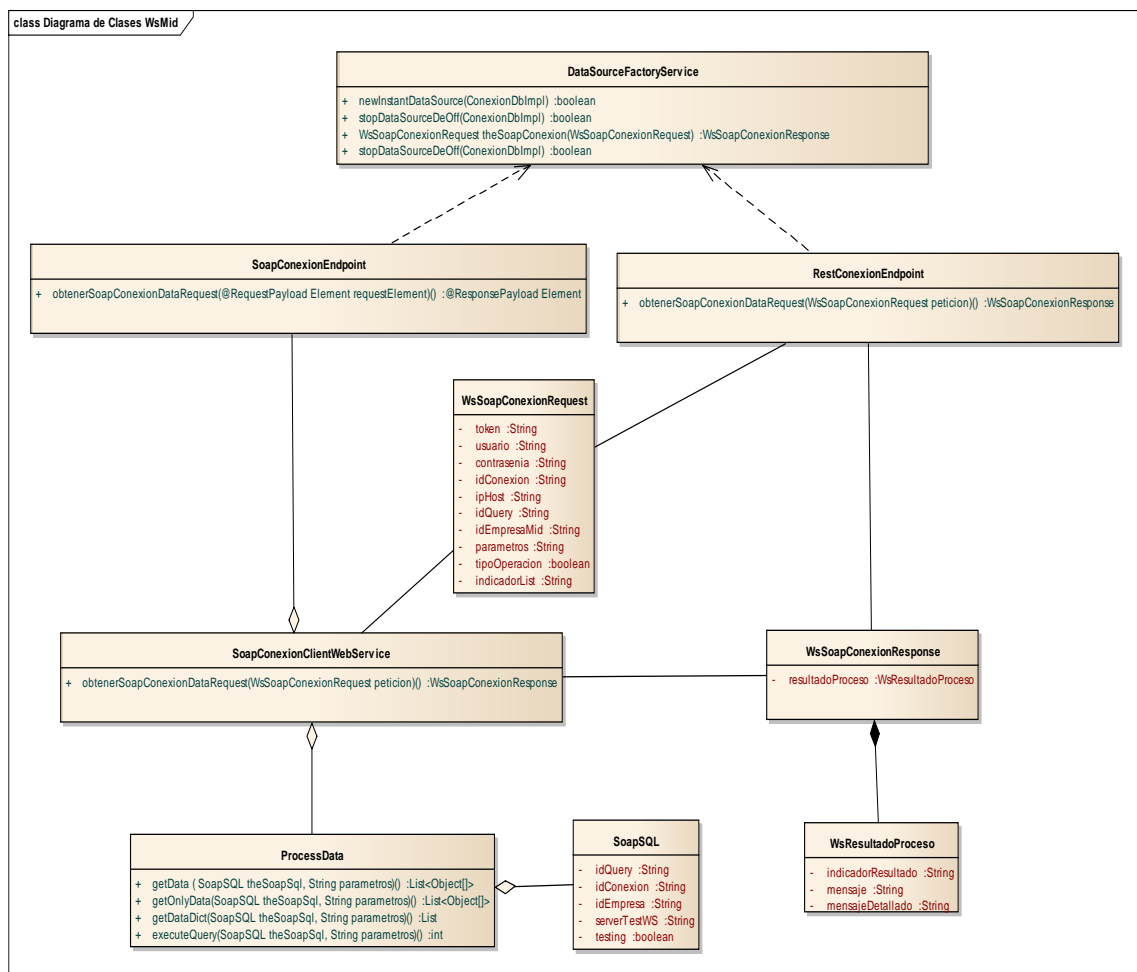 class Diagrama de Clases WsMid
DataSourceFactoryService
+ newInstantDataSource(ConexionDbImpl) :boolean
+ stopDataSourceDeOff(ConexionDbImpl) :boolean
+ WsSoapConexionRequest theSoapConexion(WsSoapConexionRequest) :WsSoapConexionResponse
+ stopDataSourceDeOff(ConexionDbImpl) :boolean
SoapConexionEndpoint
+ obtenerSoapConexionDataRequest(@RequestPayload Element requestElement)() :@ResponsePayload Element
RestConexionEndpoint
+ obtenerSoapConexionDataRequest(WsSoapConexionRequest peticion)() :WsSoapConexionResponse
WsSoapConexionRequest
- token :String
- usuario :String
- contrasenia :String
- idConexion :String
- ipHost :String
- idQuery :String
- idEmpresaMid :String
- parametros :String
- tipoOperacion :boolean
- indicadorList :String
SoapConexionClientWebService
+ obtenerSoapConexionDataRequest(WsSoapConexionRequest peticion)() :WsSoapConexionResponse
WsSoapConexionResponse
- resultadoProceso :WsResultadoProceso
ProcessData
+ getData ( SoapSQL theSoapSql, String parametros)() :List<Object[]>
+ getOnlyData(SoapSQL theSoapSql, String parametros)() :List<Object[]>
+ getDataDict(SoapSQL theSoapSql, String parametros)() :List
+ executeQuery(SoapSQL theSoapSql, String parametros)() :int
SoapSQL
- idQuery :String
- idConexion :String
- idEmpresa :String
- serverTestWS :String
- testing :boolean
WsResultadoProceso
- indicadorResultado :String
- mensaje :String
- mensajeDetallado :String